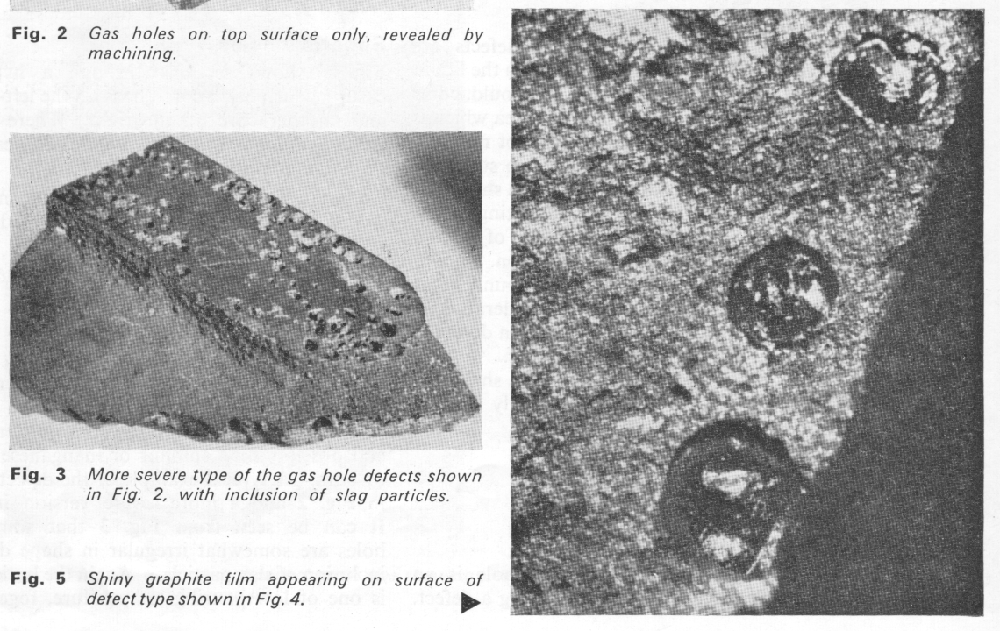 Fig. 2 Gas holes on top surface only, revealed by
machining.
Fig. 3 More severe type of the gas hole defects shown
in Fig. 2, with inclusion of slag particles.
Fig. 5 Shiny graphite film appearing on surface of
defect type shown in Fig. 4.